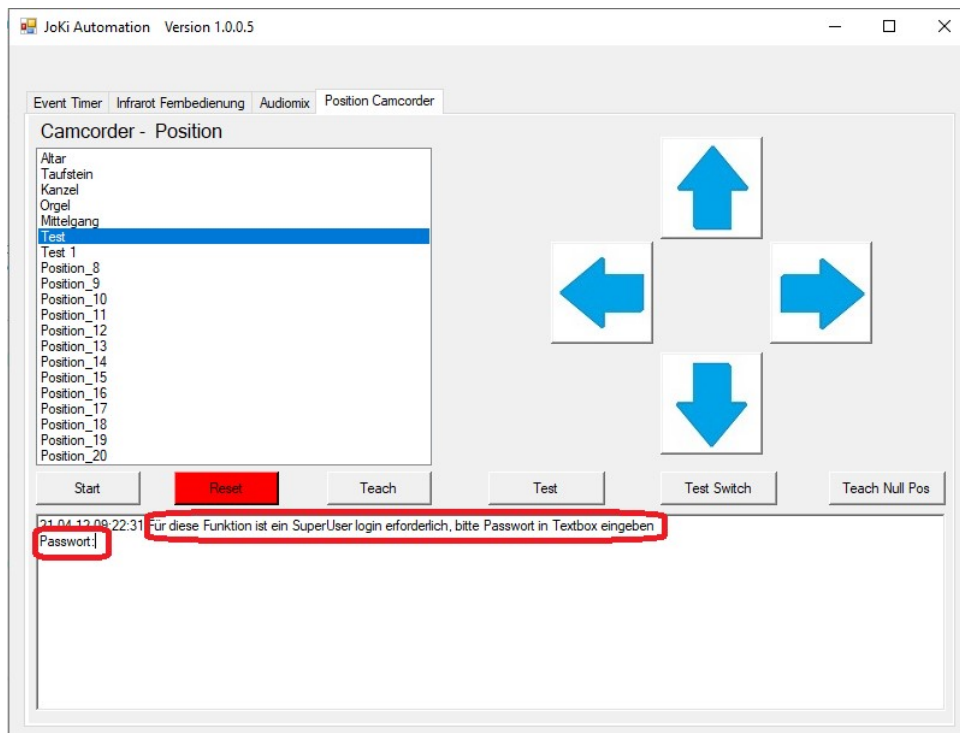 JoKi Automation Version 1.0.0.5
Event Timer Infrarot Fernbedienung Audiomix Position Camcorder
Camcorder - Position
Altar
Taufstein
Kanzel
Orgel
Mittelgang
Test
Test 1
Position_8
Position_9
Position_10
Position_11
Position_12
Position_13
Position_14
Position_15
Position_16
Position_17
Position_18
Position_19
Position_20
Start Reset Teach Test Test Switch Teach Null Pos
21.04.12 09:22:31 Für diese Funktion ist ein SuperUser login erforderlich, bitte Passwort in Textbox eingeben
Passwort: